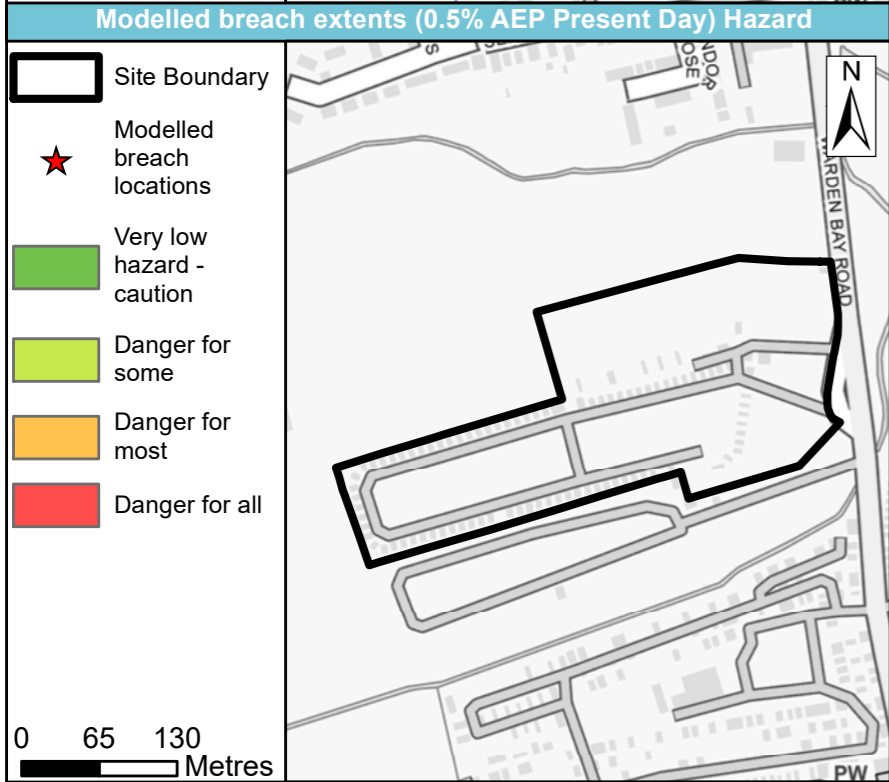 Modelled breach extents (0.5% AEP Present Day) Hazard
Site Boundary
Modelled
breach
locations
Very low
hazard -
caution
Danger for
some
Danger for
most
Danger for all
0 65 130
Metres
N
WARDEN BAY ROAD
PW